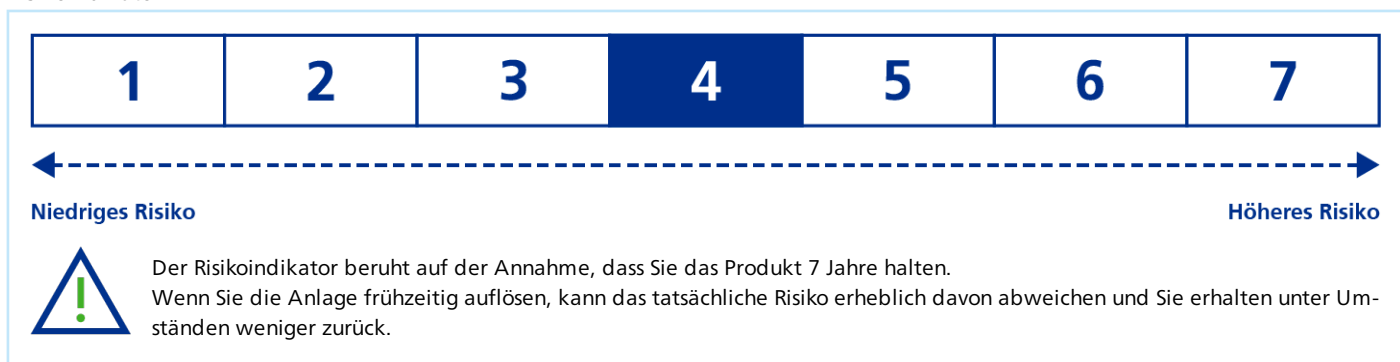 1 2 3 4 5 6 7
Niedriges Risiko Höheres Risiko
Der Risikoindikator beruht auf der Annahme, dass Sie das Produkt 7 Jahre halten.
Wenn Sie die Anlage frühzeitig auflösen, kann das tatsächliche Risiko erheblich davon abweichen und Sie erhalten unter Um-
ständen weniger zurück.